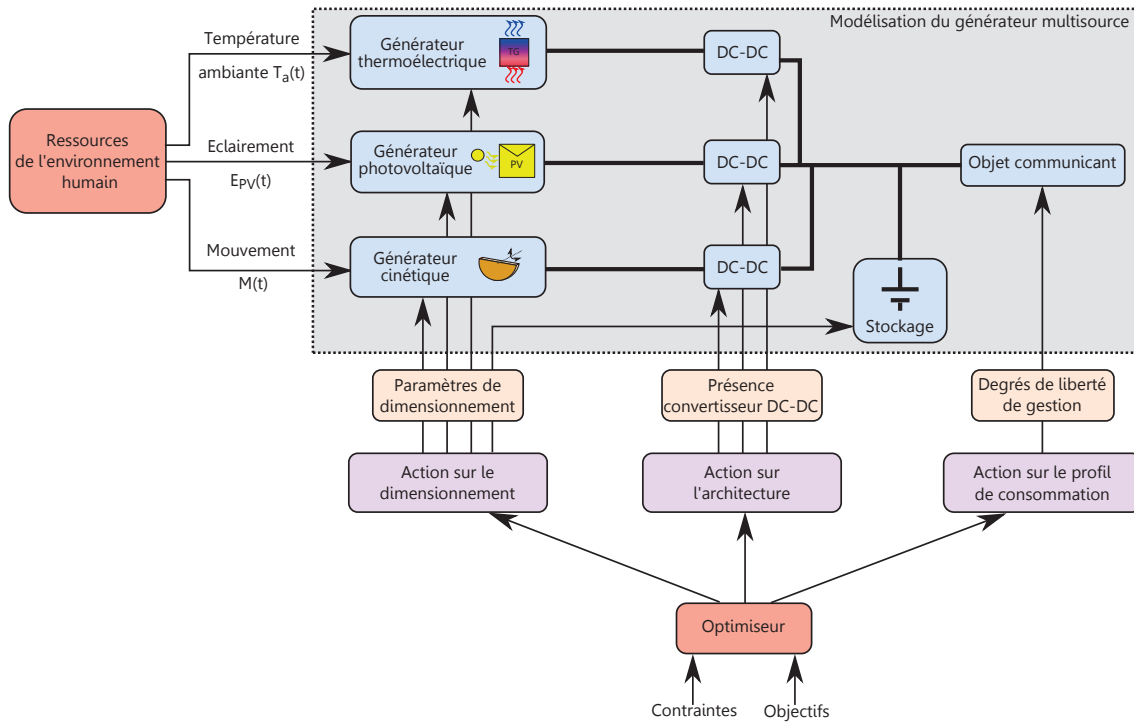 Modélisation du générateur multisource
Température
ambiante Ta(t)
Générateur
thermoélectrique
TG
DC-DC
Ressources
de l'environnement
humain
Eclairement
EPV(t)
Générateur
photovoltaïque
PV
DC-DC
Objet communicant
Mouvement
M(t)
Générateur
cinétique
DC-DC
Stockage
Paramètres de
dimensionnement
Présence
convertisseur DC-DC
Degrés de liberté
de gestion
Action sur le
dimensionnement
Action sur
l'architecture
Action sur le profil
de consommation
Optimiseur
Contraintes
Objectifs